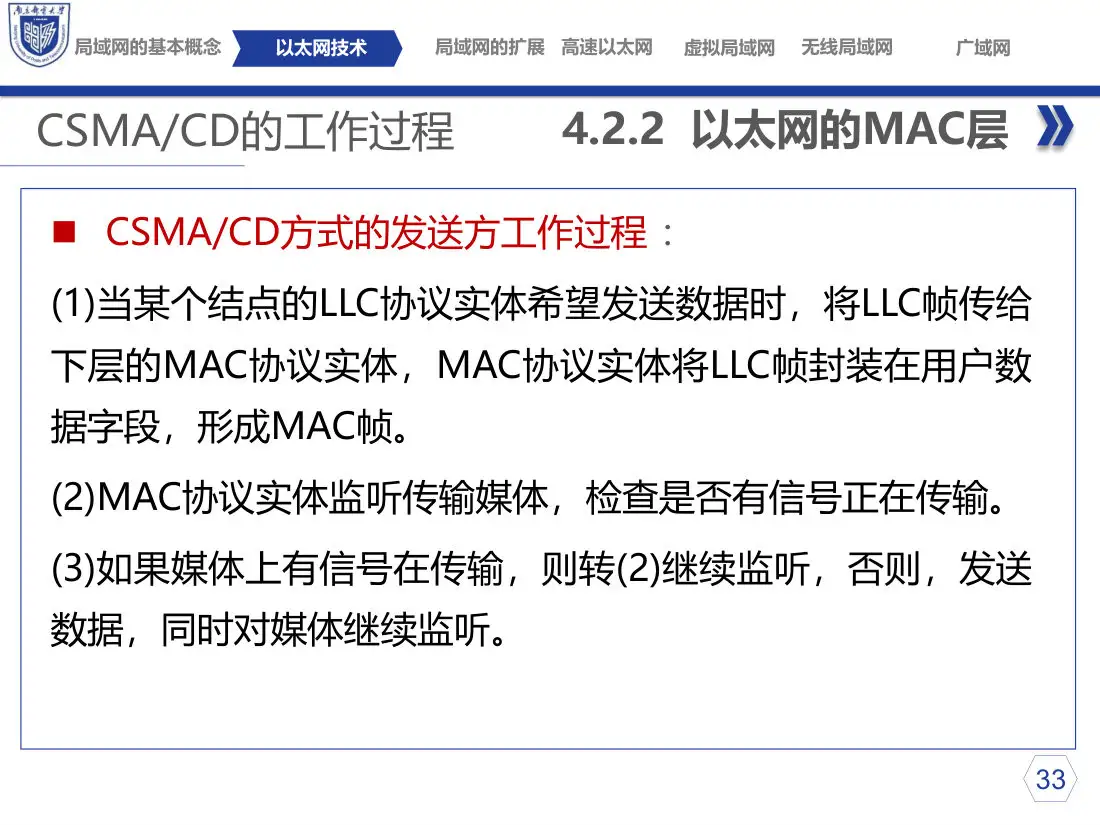 南京邮电大学
局域网的基本概念 以太网技术 局域网的扩展 高速以太网 虚拟局域网 无线局域网 广域网
CSMA/CD的工作过程 4.2.2 以太网的MAC层
CSMA/CD方式的发送方工作过程：
(1)当某个结点的LLC协议实体希望发送数据时，将LLC帧传给
下层的MAC协议实体，MAC协议实体将LLC帧封装在用户数
据字段，形成MAC帧。
(2)MAC协议实体监听传输媒体，检查是否有信号正在传输。
(3)如果媒体上有信号在传输，则转(2)继续监听，否则，发送
数据，同时对媒体继续监听。
33